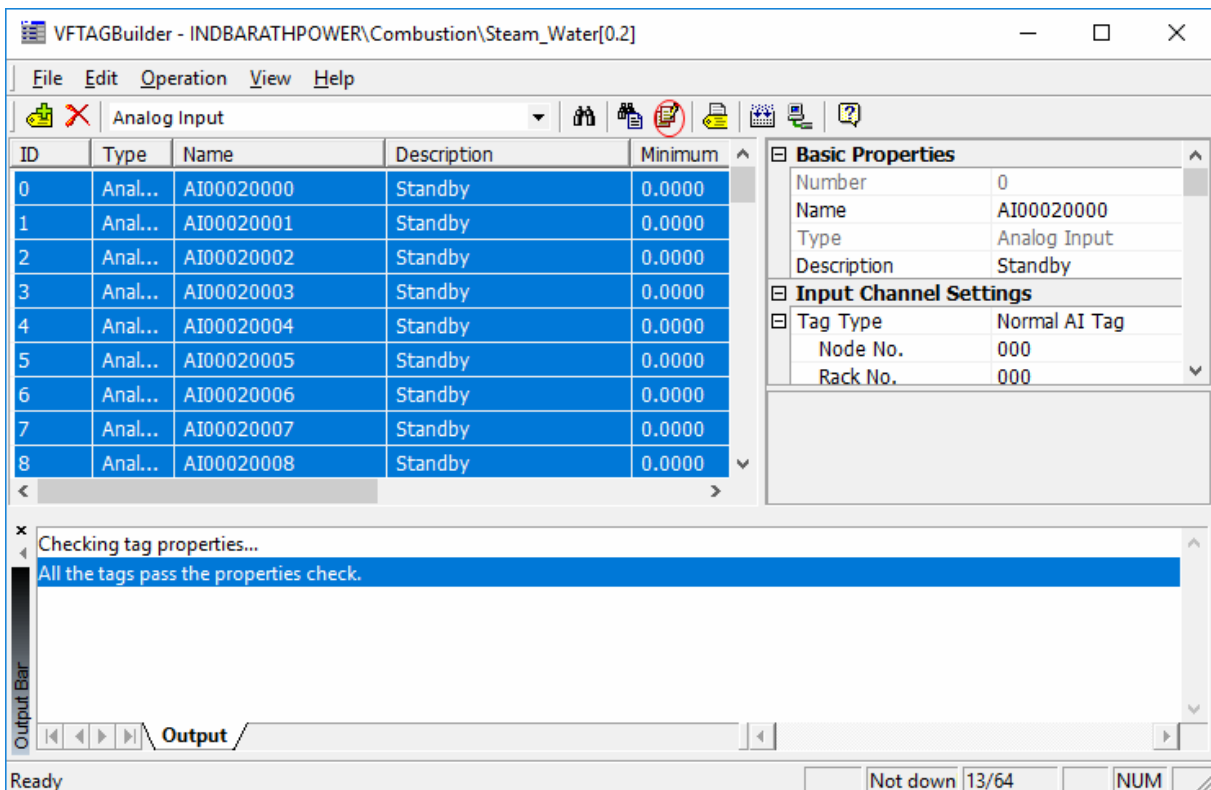 VFTAGBuilder - INDBARATHPOWER\Combustion\Steam_Water[0.2]
File Edit Operation View Help
Analog Input
ID Type Name Description Minimum
0 Anal... AI00020000 Standby 0.0000
1 Anal... AI00020001 Standby 0.0000
2 Anal... AI00020002 Standby 0.0000
3 Anal... AI00020003 Standby 0.0000
4 Anal... AI00020004 Standby 0.0000
5 Anal... AI00020005 Standby 0.0000
6 Anal... AI00020006 Standby 0.0000
7 Anal... AI00020007 Standby 0.0000
8 Anal... AI00020008 Standby 0.0000
Basic Properties
Number 0
Name AI00020000
Type Analog Input
Description Standby
Input Channel Settings
Tag Type Normal AI Tag
Node No. 000
Rack No. 000
Checking tag properties...
All the tags pass the properties check.
Output Bar
Output
Ready Not down 13/64 NUM